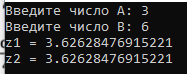 Введите число A: 3
Введите число B: 6
z1 = 3.62628476915221
z2 = 3.62628476915221